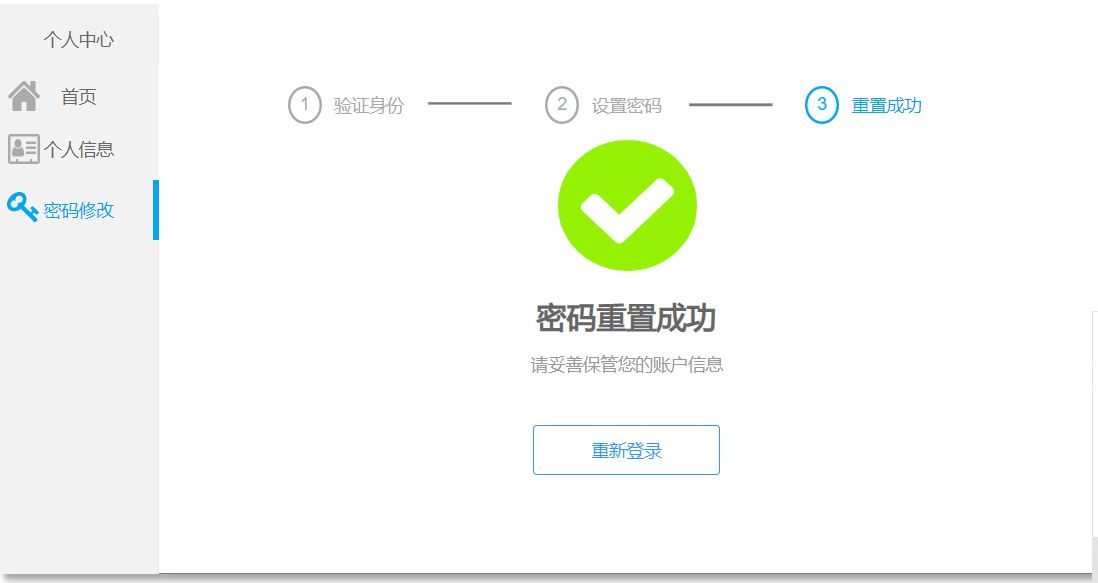 个人中心
首页
个人信息
密码修改
1 验证身份 2 设置密码 3 重置成功
密码重置成功
请妥善保管您的账户信息
重新登录